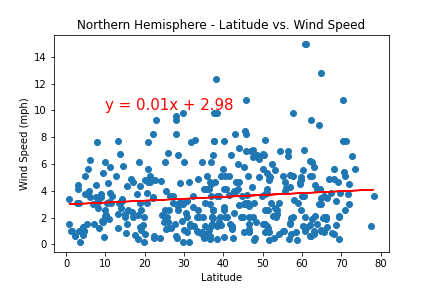 Northern Hemisphere - Latitude vs. Wind Speed
14
12
10
8
6
4
2
0
Wind Speed (mph)
y = 0.01x + 2.98
0 10 20 30 40 50 60 70 80
Latitude